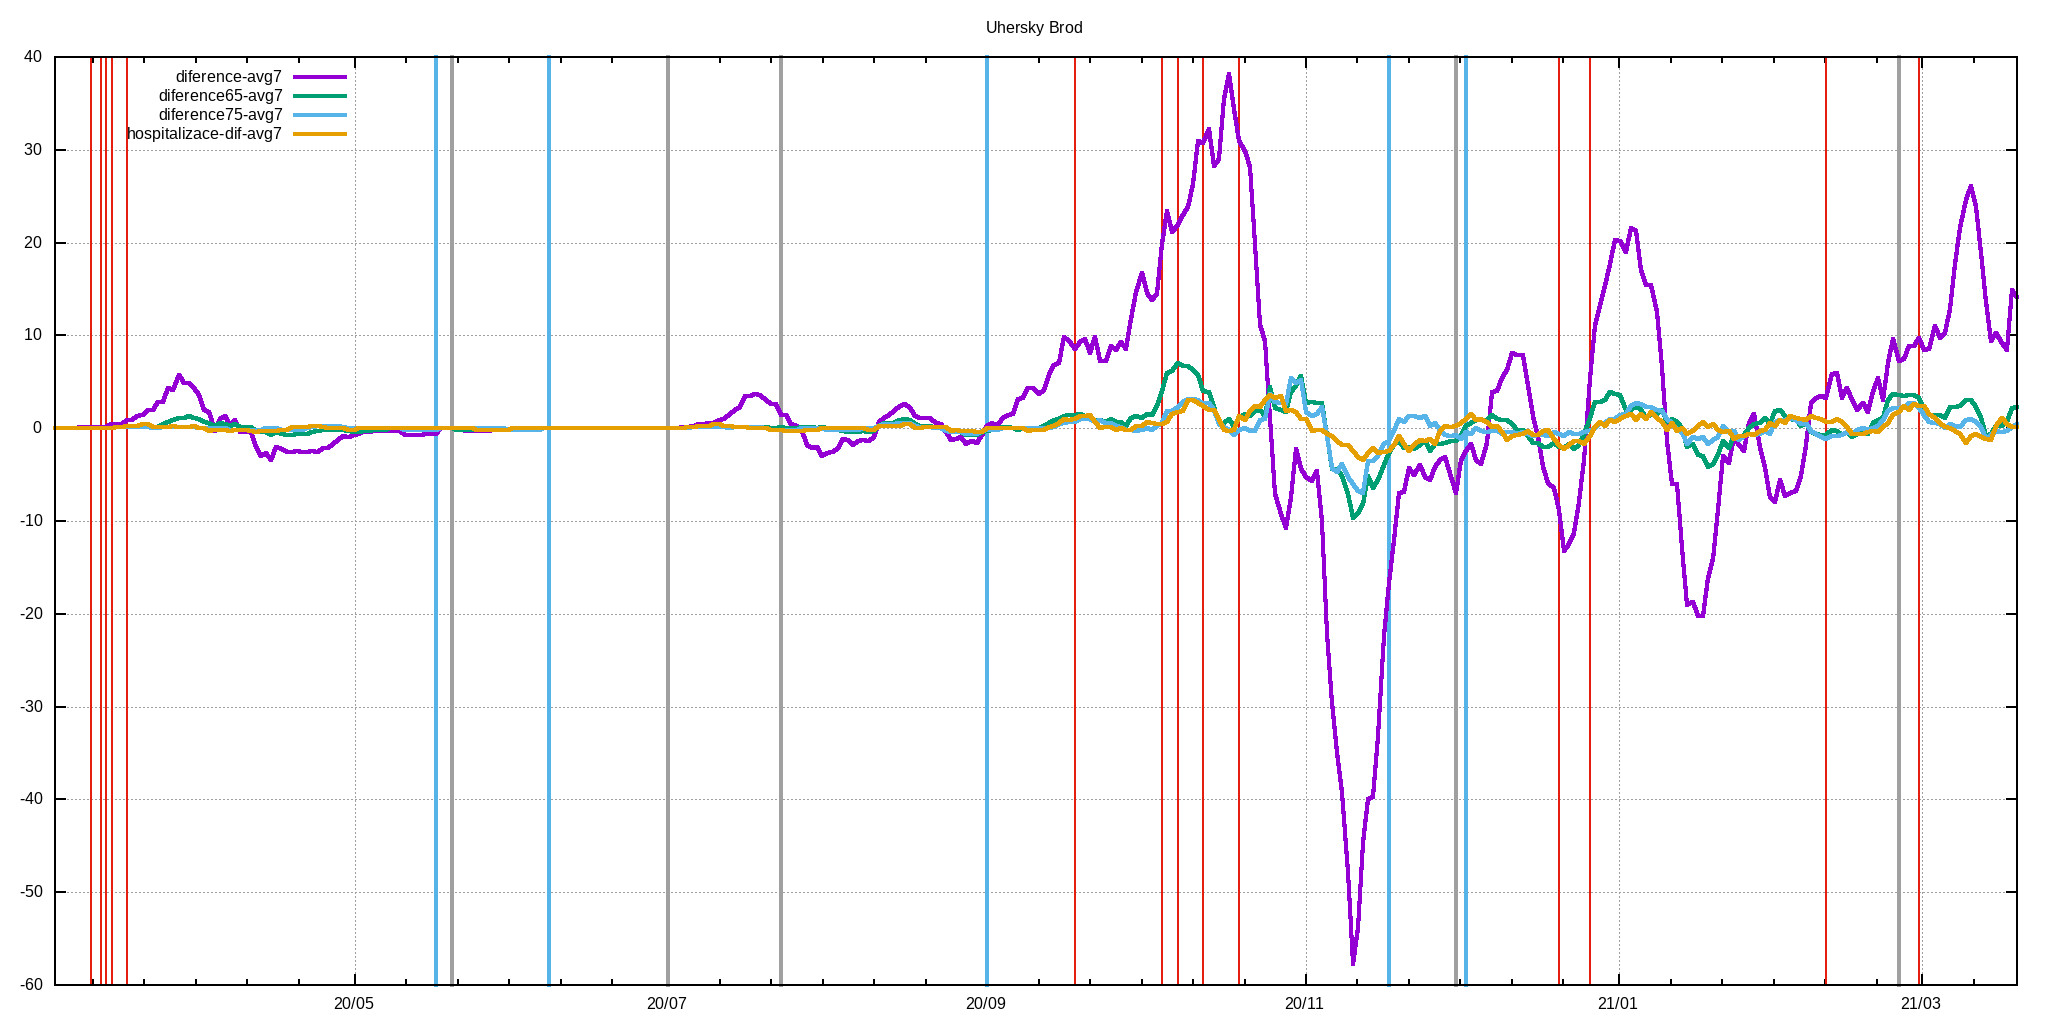 Uhersky Brod
diference-avg7
diference65-avg7
diference75-avg7
hospitalizace-dif-avg7
40
30
20
10
0
-10
-20
-30
-40
-50
-60
20/05 20/07 20/09 20/11 21/01 21/03